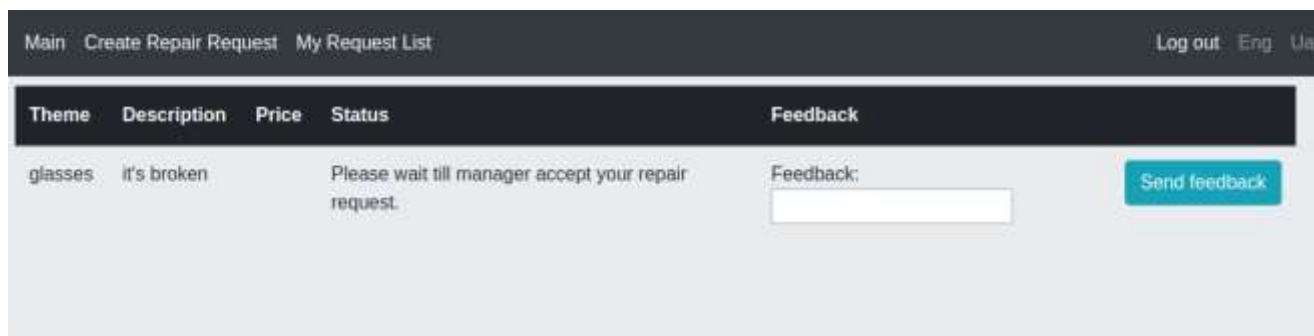 Main Create Repair Request My Request List Log out Eng Ua
Theme Description Price Status Feedback
glasses it's broken Please wait till manager accept your repair request. Feedback: Send feedback